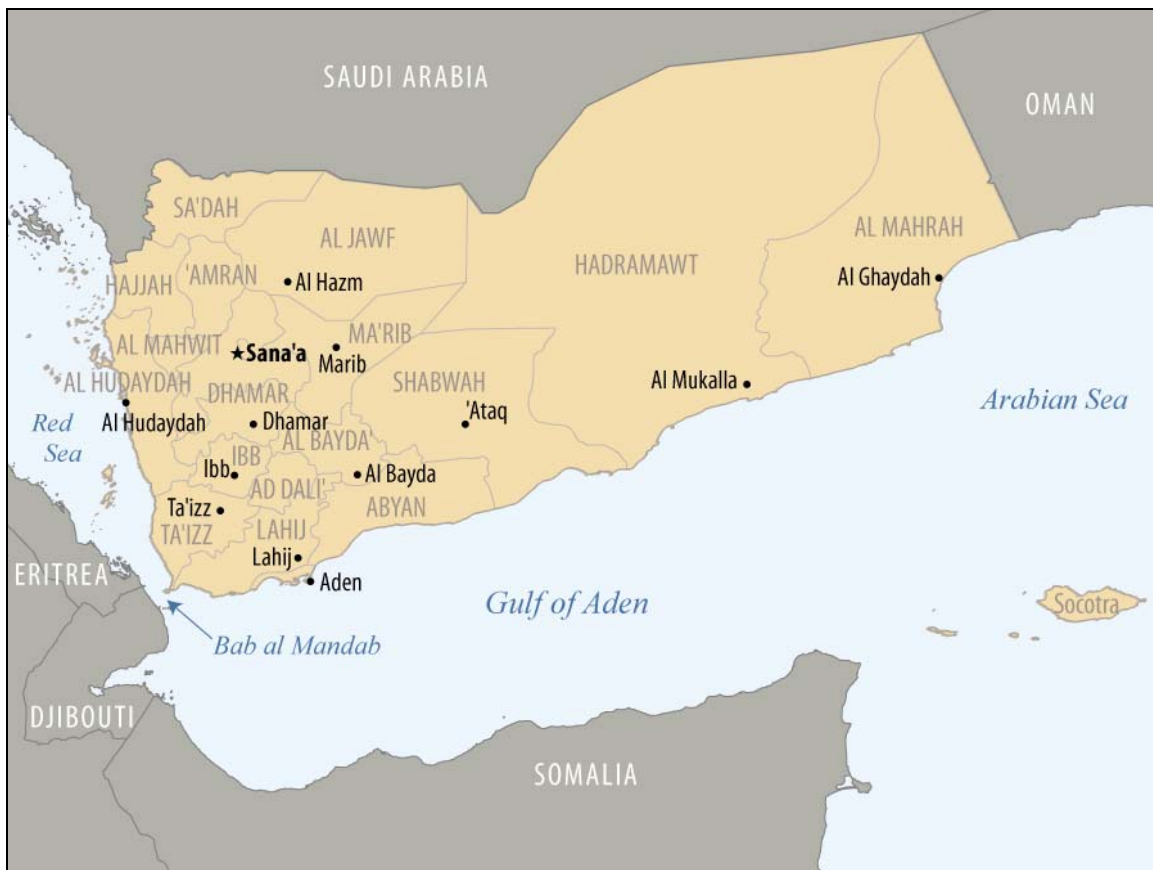 SAUDI ARABIA
OMAN
SA'DAH
AL JAWF
AL MAHRAH
'AMRAN
HADRAMAWT
HAJJAH
Al Hazm
Al Ghaydah
MA'RIB
AL MAHWIT
Sana'a
Marib
AL HUDAYDAH
SHABWAH
Al Mukalla
DHAMAR
Arabian Sea
Al Hudaydah
Dhamar
'Ataq
Red
Sea
AL BAYDA'
IBB
Ibb
Al Bayda
AD DALI'
ABYAN
Ta'izz
TA'IZZ
LAHIJ
Lahij
ERITREA
Aden
Gulf of Aden
Socotra
Bab al Mandab
DJIBOUTI
SOMALIA